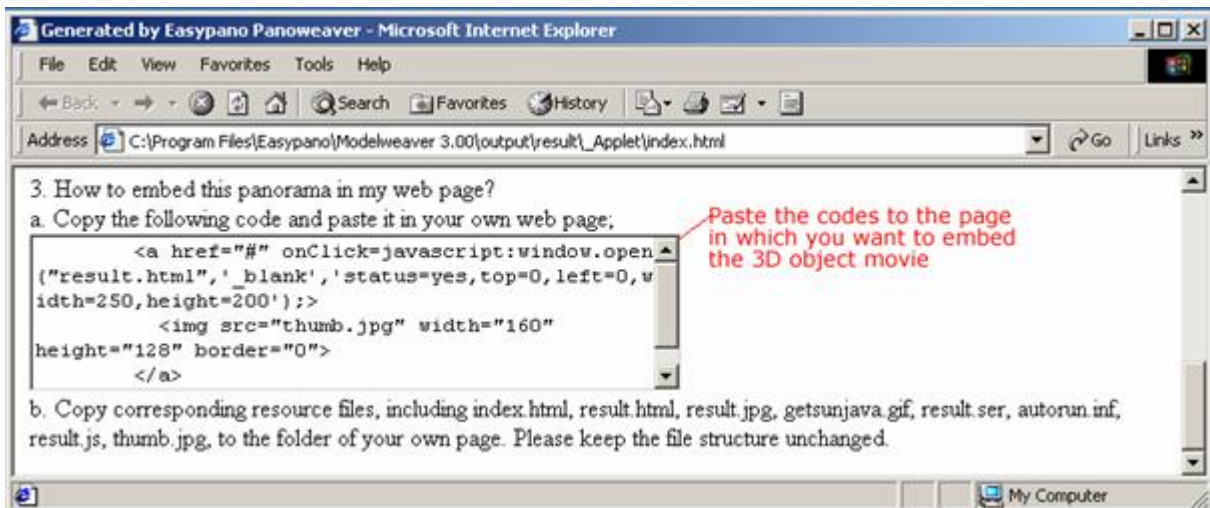 Generated by Easypano Panoweaver - Microsoft Internet Explorer
File Edit View Favorites Tools Help
Back Search Favorites History
Address C:\Program Files\Easypano\Modelweaver 3.00\output\result\_Applet\index.html Go Links »
3. How to embed this panorama in my web page?
a. Copy the following code and paste it in your own web page;
<a href="#" onClick=javascript:window.open
("result.html",'_blank','status=yes,top=0,left=0,w
idth=250,height=200');>
<img src="thumb.jpg" width="160"
height="128" border="0">
</a>
Paste the codes to the page
in which you want to embed
the 3D object movie
b. Copy corresponding resource files, including index.html, result.html, result.jpg, getsunjava.gif, result.ser, autorun.inf,
result.js, thumb.jpg, to the folder of your own page. Please keep the file structure unchanged.
My Computer